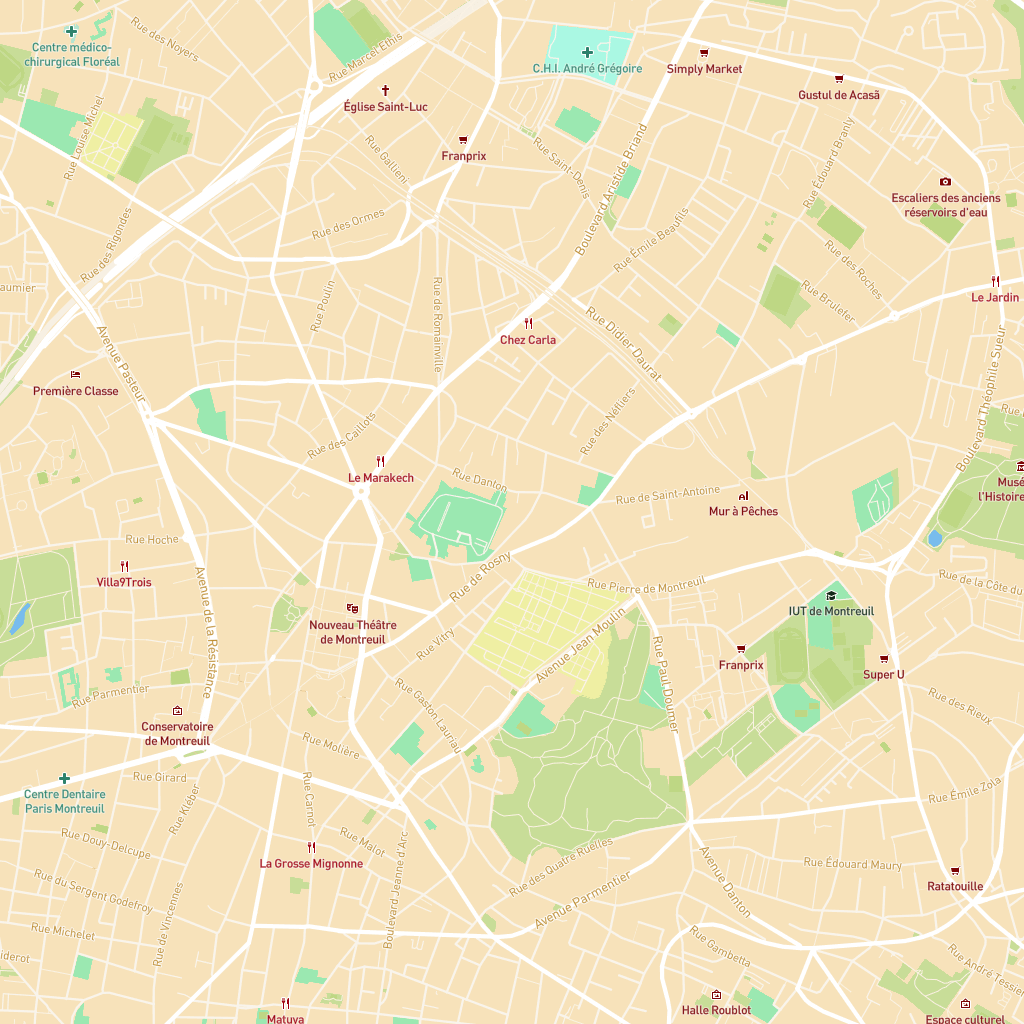 Rue des Noyers
Rue Marcel Ethis
Centre médico-
chirurgical Floréal
C.H.I. André Grégoire
Simply Market
Gustul de Acasã
Église Saint-Luc
Rue Louise Michel
Franprix
Rue Gallieni
Rue Saint-Denis
Boulevard Aristide Briand
Rue Édouard Branly
Escaliers des anciens
réservoirs d'eau
Rue des Ormes
Rue Émile Beaufils
Rue des Rigondes
Rue des Roches
aumier
Rue Poulin
Rue de Romainville
Rue Brulefer
Le Jardin
Chez Carla
Rue Didier Daurat
Avenue Pasteur
Boulevard Théophile Sueur
Première Classe
Rue des Caillots
Rue des Néfliers
Le Marakech
Rue Danton
Rue de Saint-Antoine
Mur à Pêches
Musé
l'Histoire
Rue Hoche
Villa9Trois
Avenue de la Résistance
Rue de Rosny
Rue Pierre de Montreuil
Rue de la Côte du
IUT de Montreuil
Nouveau Théâtre
de Montreuil
Rue Vitry
Avenue Jean Moulin
Rue Paul Doumer
Franprix
Super U
Rue Parmentier
Rue Gaston Lauriau
Rue des Rieux
Conservatoire
de Montreuil
Rue Molière
Rue Girard
Centre Dentaire
Paris Montreuil
Rue Carnot
Rue Kléber
Rue Émile Zola
Rue Douy-Delcupe
Rue Malot
La Grosse Mignonne
Boulevard Jeanne d'Arc
Rue des Quatre Ruelles
Rue Édouard Maury
Ratatouille
Rue du Sergent Godefroy
Avenue Parmentier
Avenue Danton
Rue de Vincennes
Rue Michelet
Rue Gambetta
Rue André Tessier
iderot
Halle Roublot
Matuya
Espace culturel